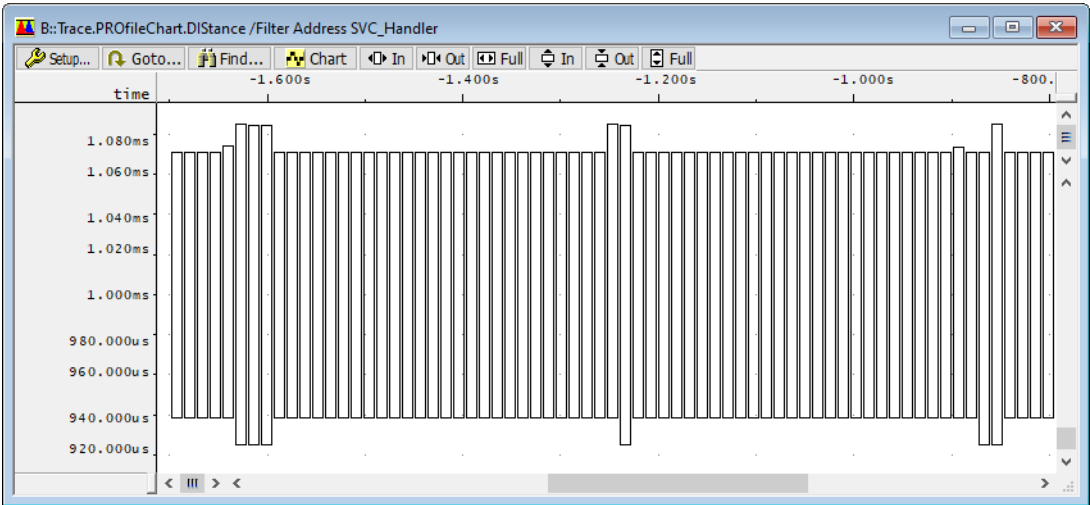 B::Trace.PROfileChart.DIStance /Filter Address SVC_Handler
Setup... Goto... Find... Chart In Out Full In Out Full
-1.600s -1.400s -1.200s -1.000s -800.
time
1.080ms
1.060ms
1.040ms
1.020ms
1.000ms
980.000us
960.000us
940.000us
920.000us